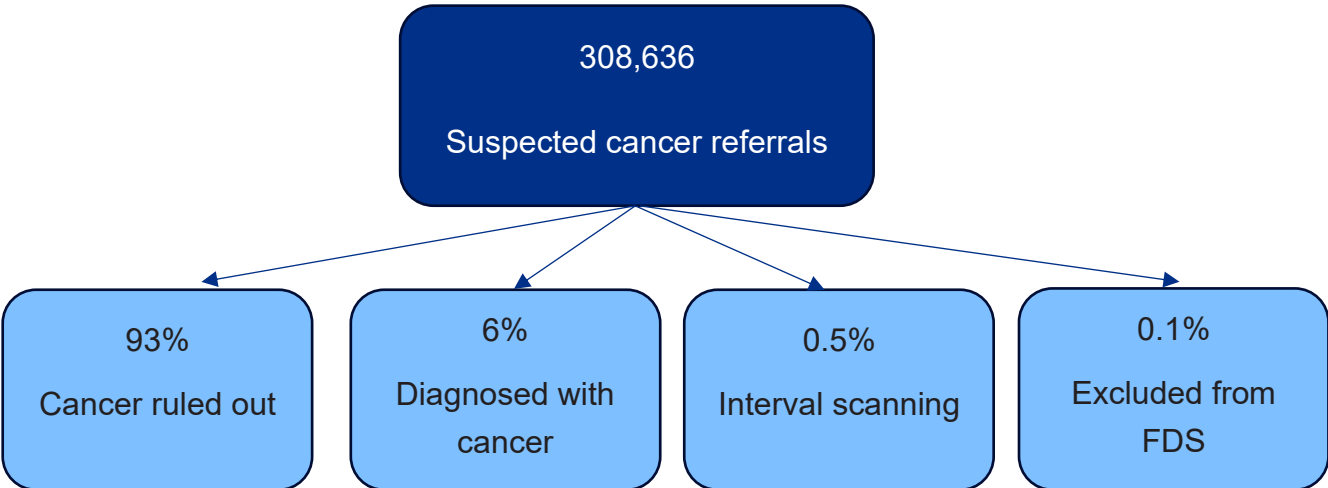 308,636
Suspected cancer referrals
93%
Cancer ruled out
6%
Diagnosed with
cancer
0.5%
Interval scanning
0.1%
Excluded from
FDS